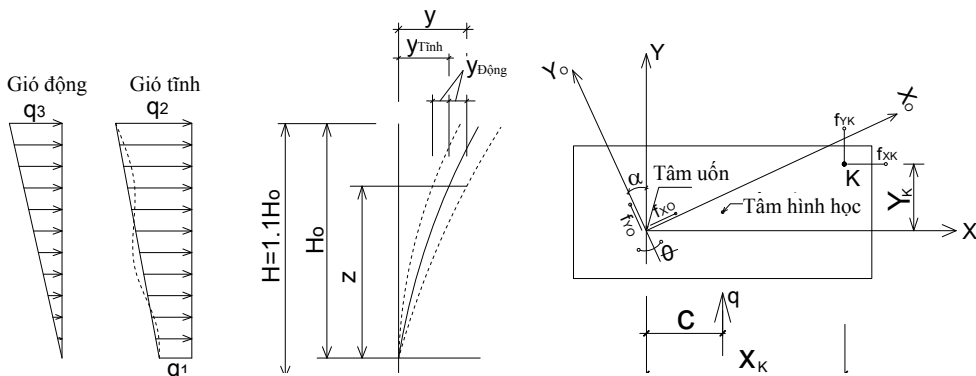 Gió động
q3
Gió tĩnh
q2
q1
y
yTĩnh
yĐộng
H=1.1Ho
Ho
z
Y
Yo
Xo
X
fYK
fXK
K
YK
α
Tâm uốn
Tâm hình học
fXo
fYo
θ
q
C
XK